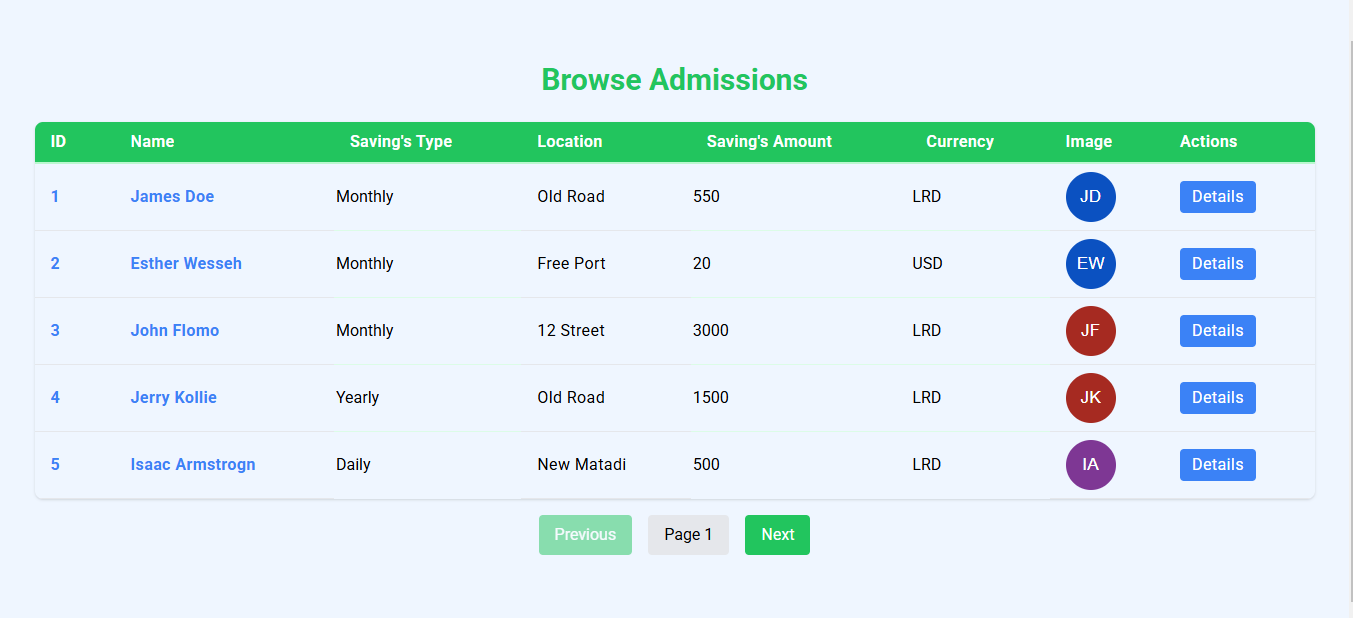 Browse Admissions
ID Name Saving's Type Location Saving's Amount Currency Image Actions
1 James Doe Monthly Old Road 550 LRD JD Details
2 Esther Wesseh Monthly Free Port 20 USD EW Details
3 John Flomo Monthly 12 Street 3000 LRD JF Details
4 Jerry Kollie Yearly Old Road 1500 LRD JK Details
5 Isaac Armstrogn Daily New Matadi 500 LRD IA Details
Previous Page 1 Next